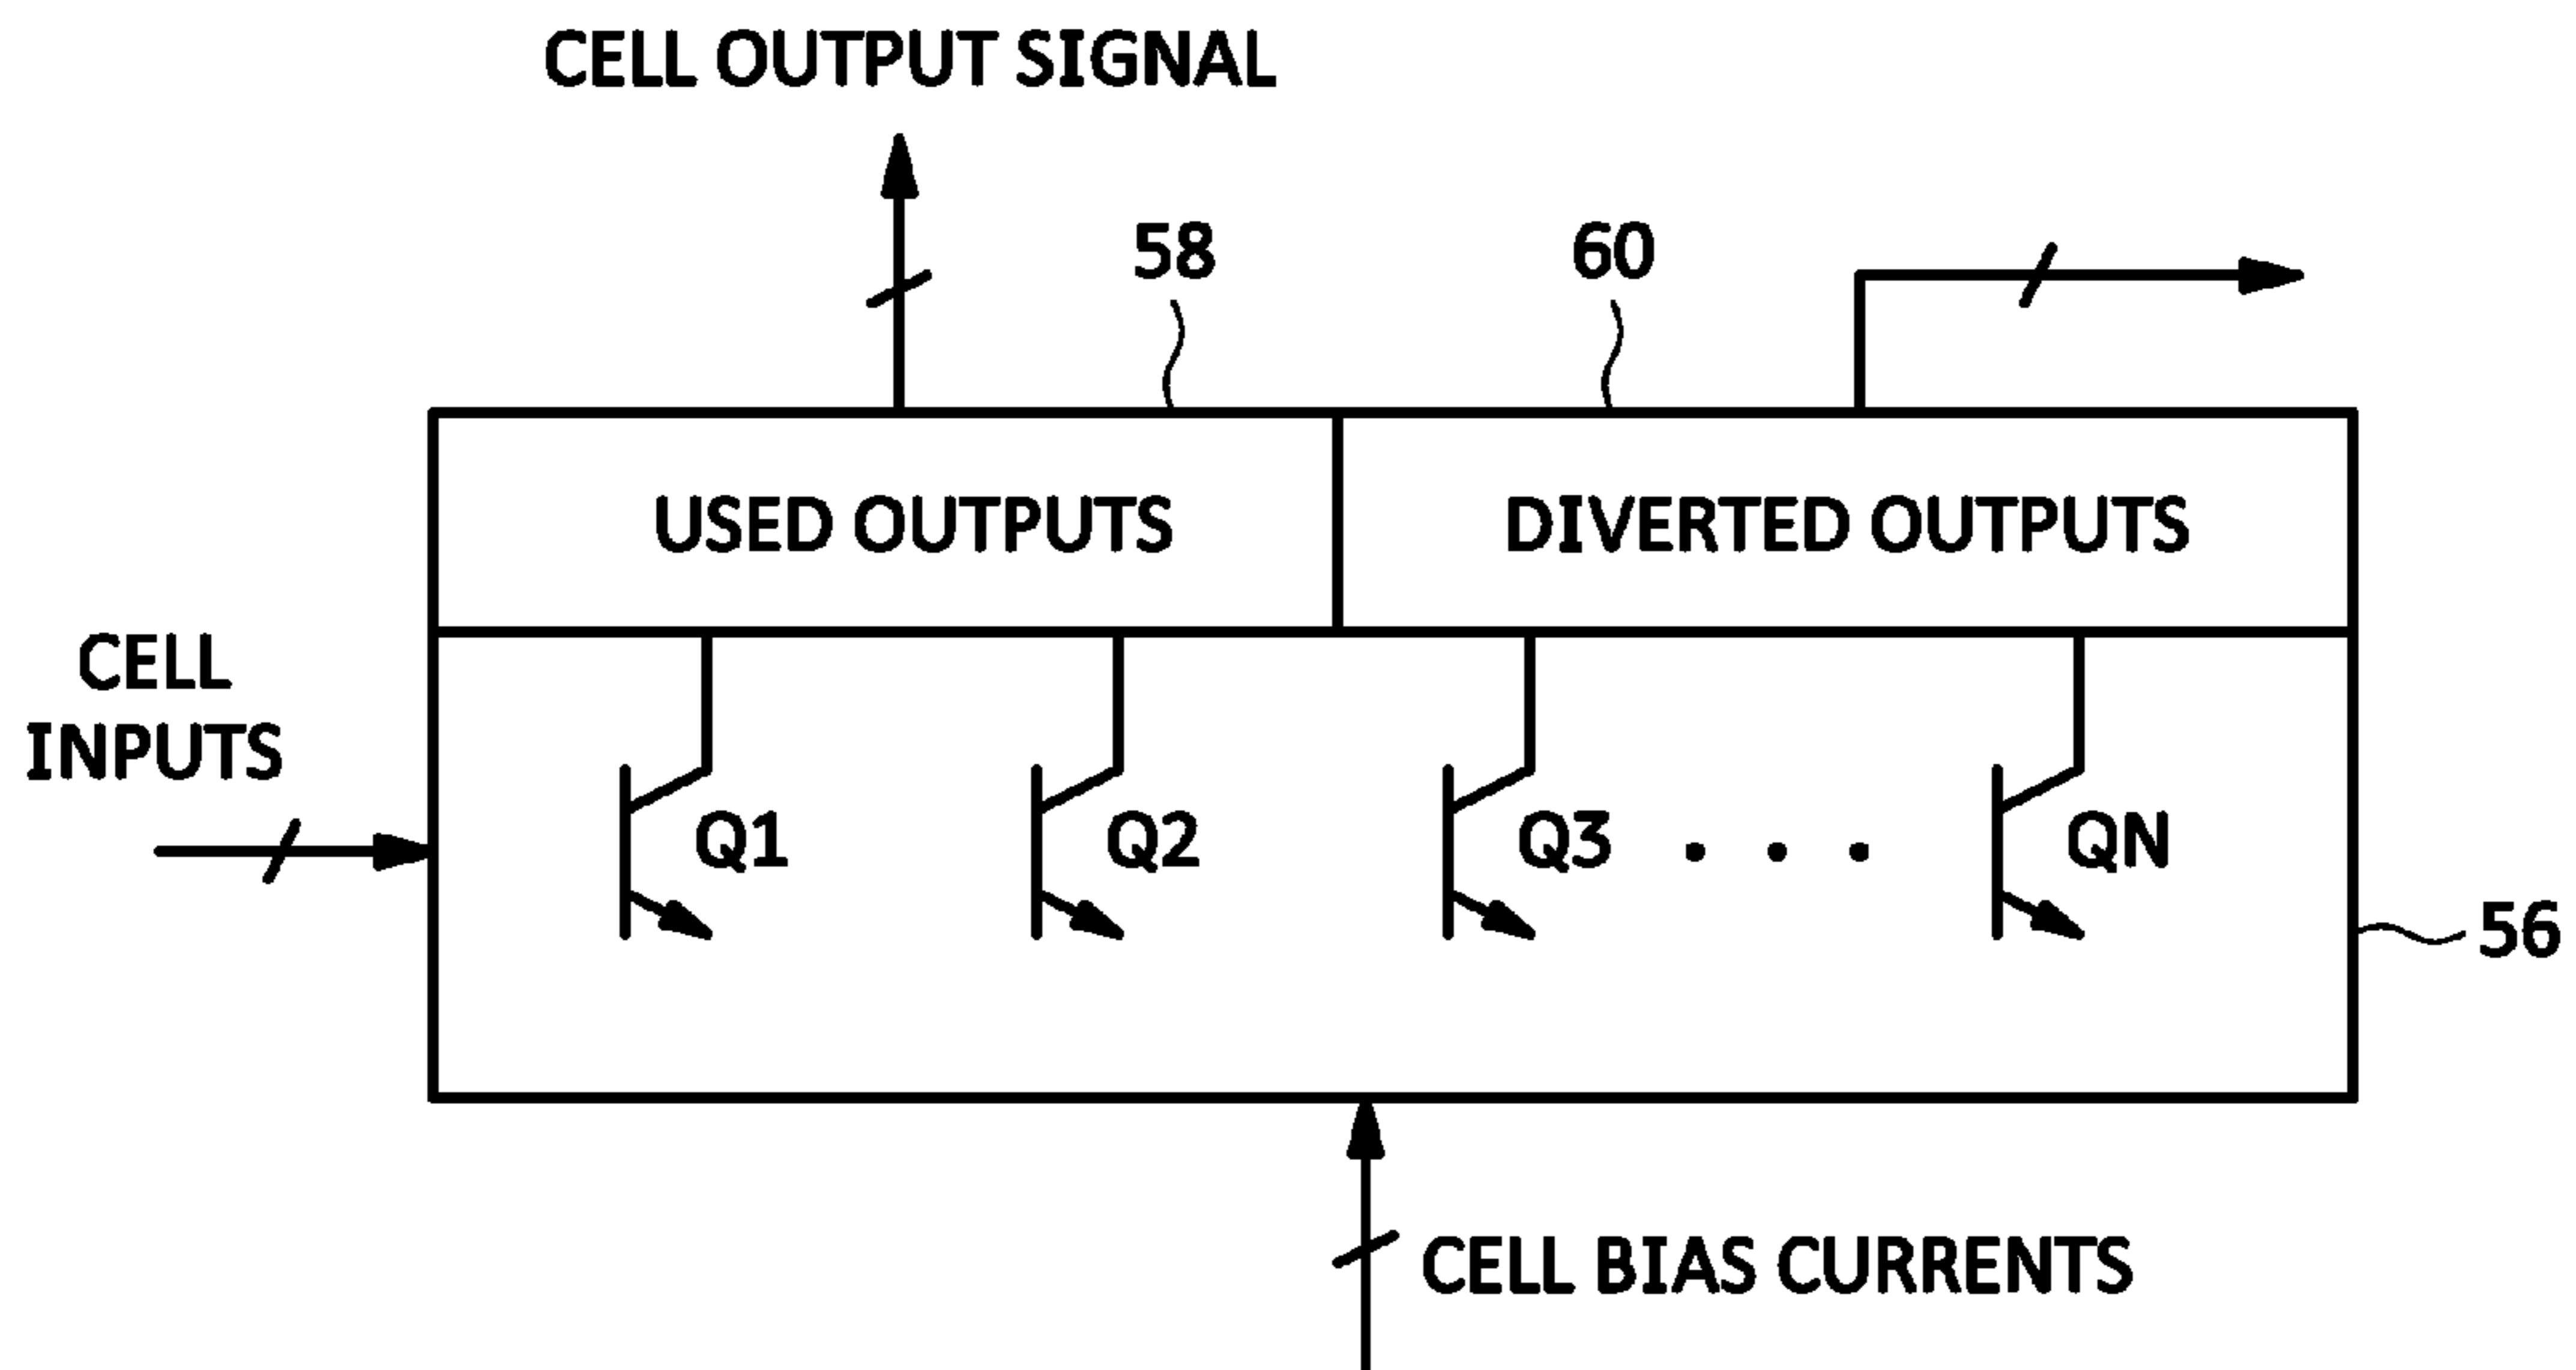 CELL OUTPUT SIGNAL
58
60
USED OUTPUTS
DIVERTED OUTPUTS
CELL
INPUTS
Q1
Q2
Q3
. . .
QN
56
CELL BIAS CURRENTS